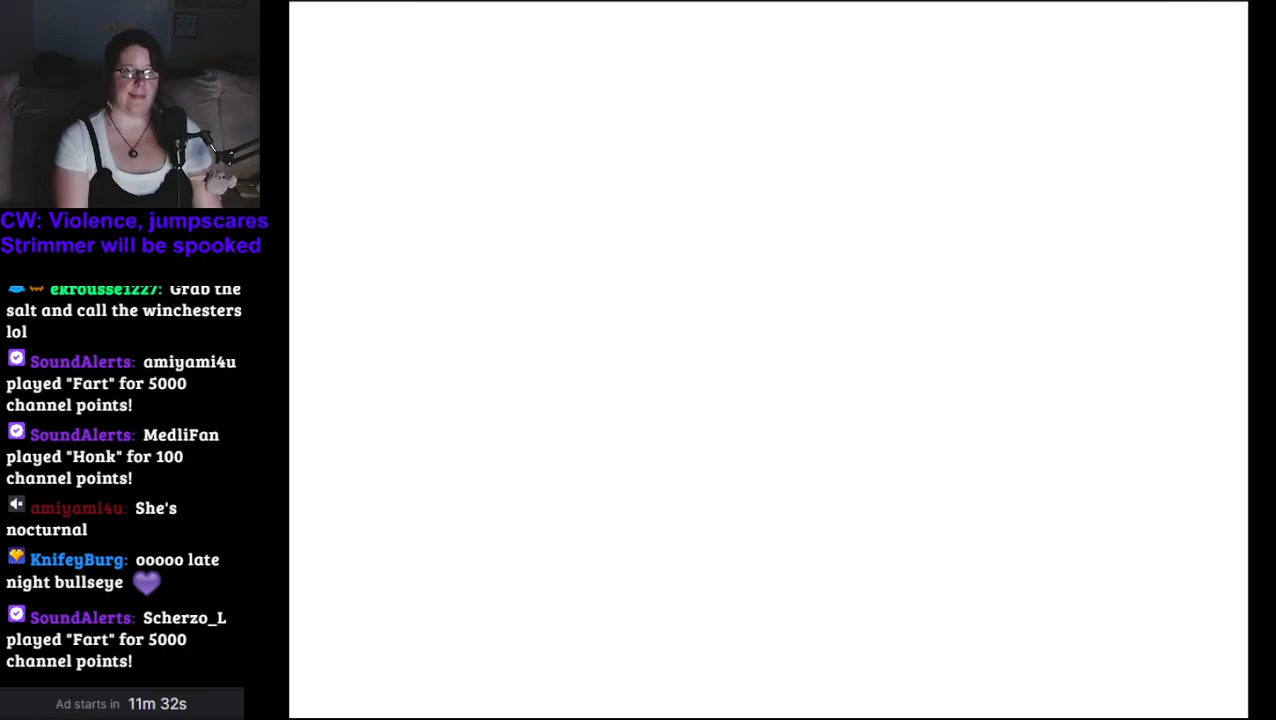 CW: Violence, jumpscares
Strimmer will be spooked
ekrousse1227: Grab the
salt and call the winchesters
lol
SoundAlerts: amiyami4u
played "Fart" for 5000
channel points!
SoundAlerts: MedliFan
played "Honk" for 100
channel points!
amiyami4u: She's
nocturnal
KnifeyBurg: ooooo late
night bullseye
SoundAlerts: Scherzo_L
played "Fart" for 5000
channel points!
Ad starts in 11m 32s